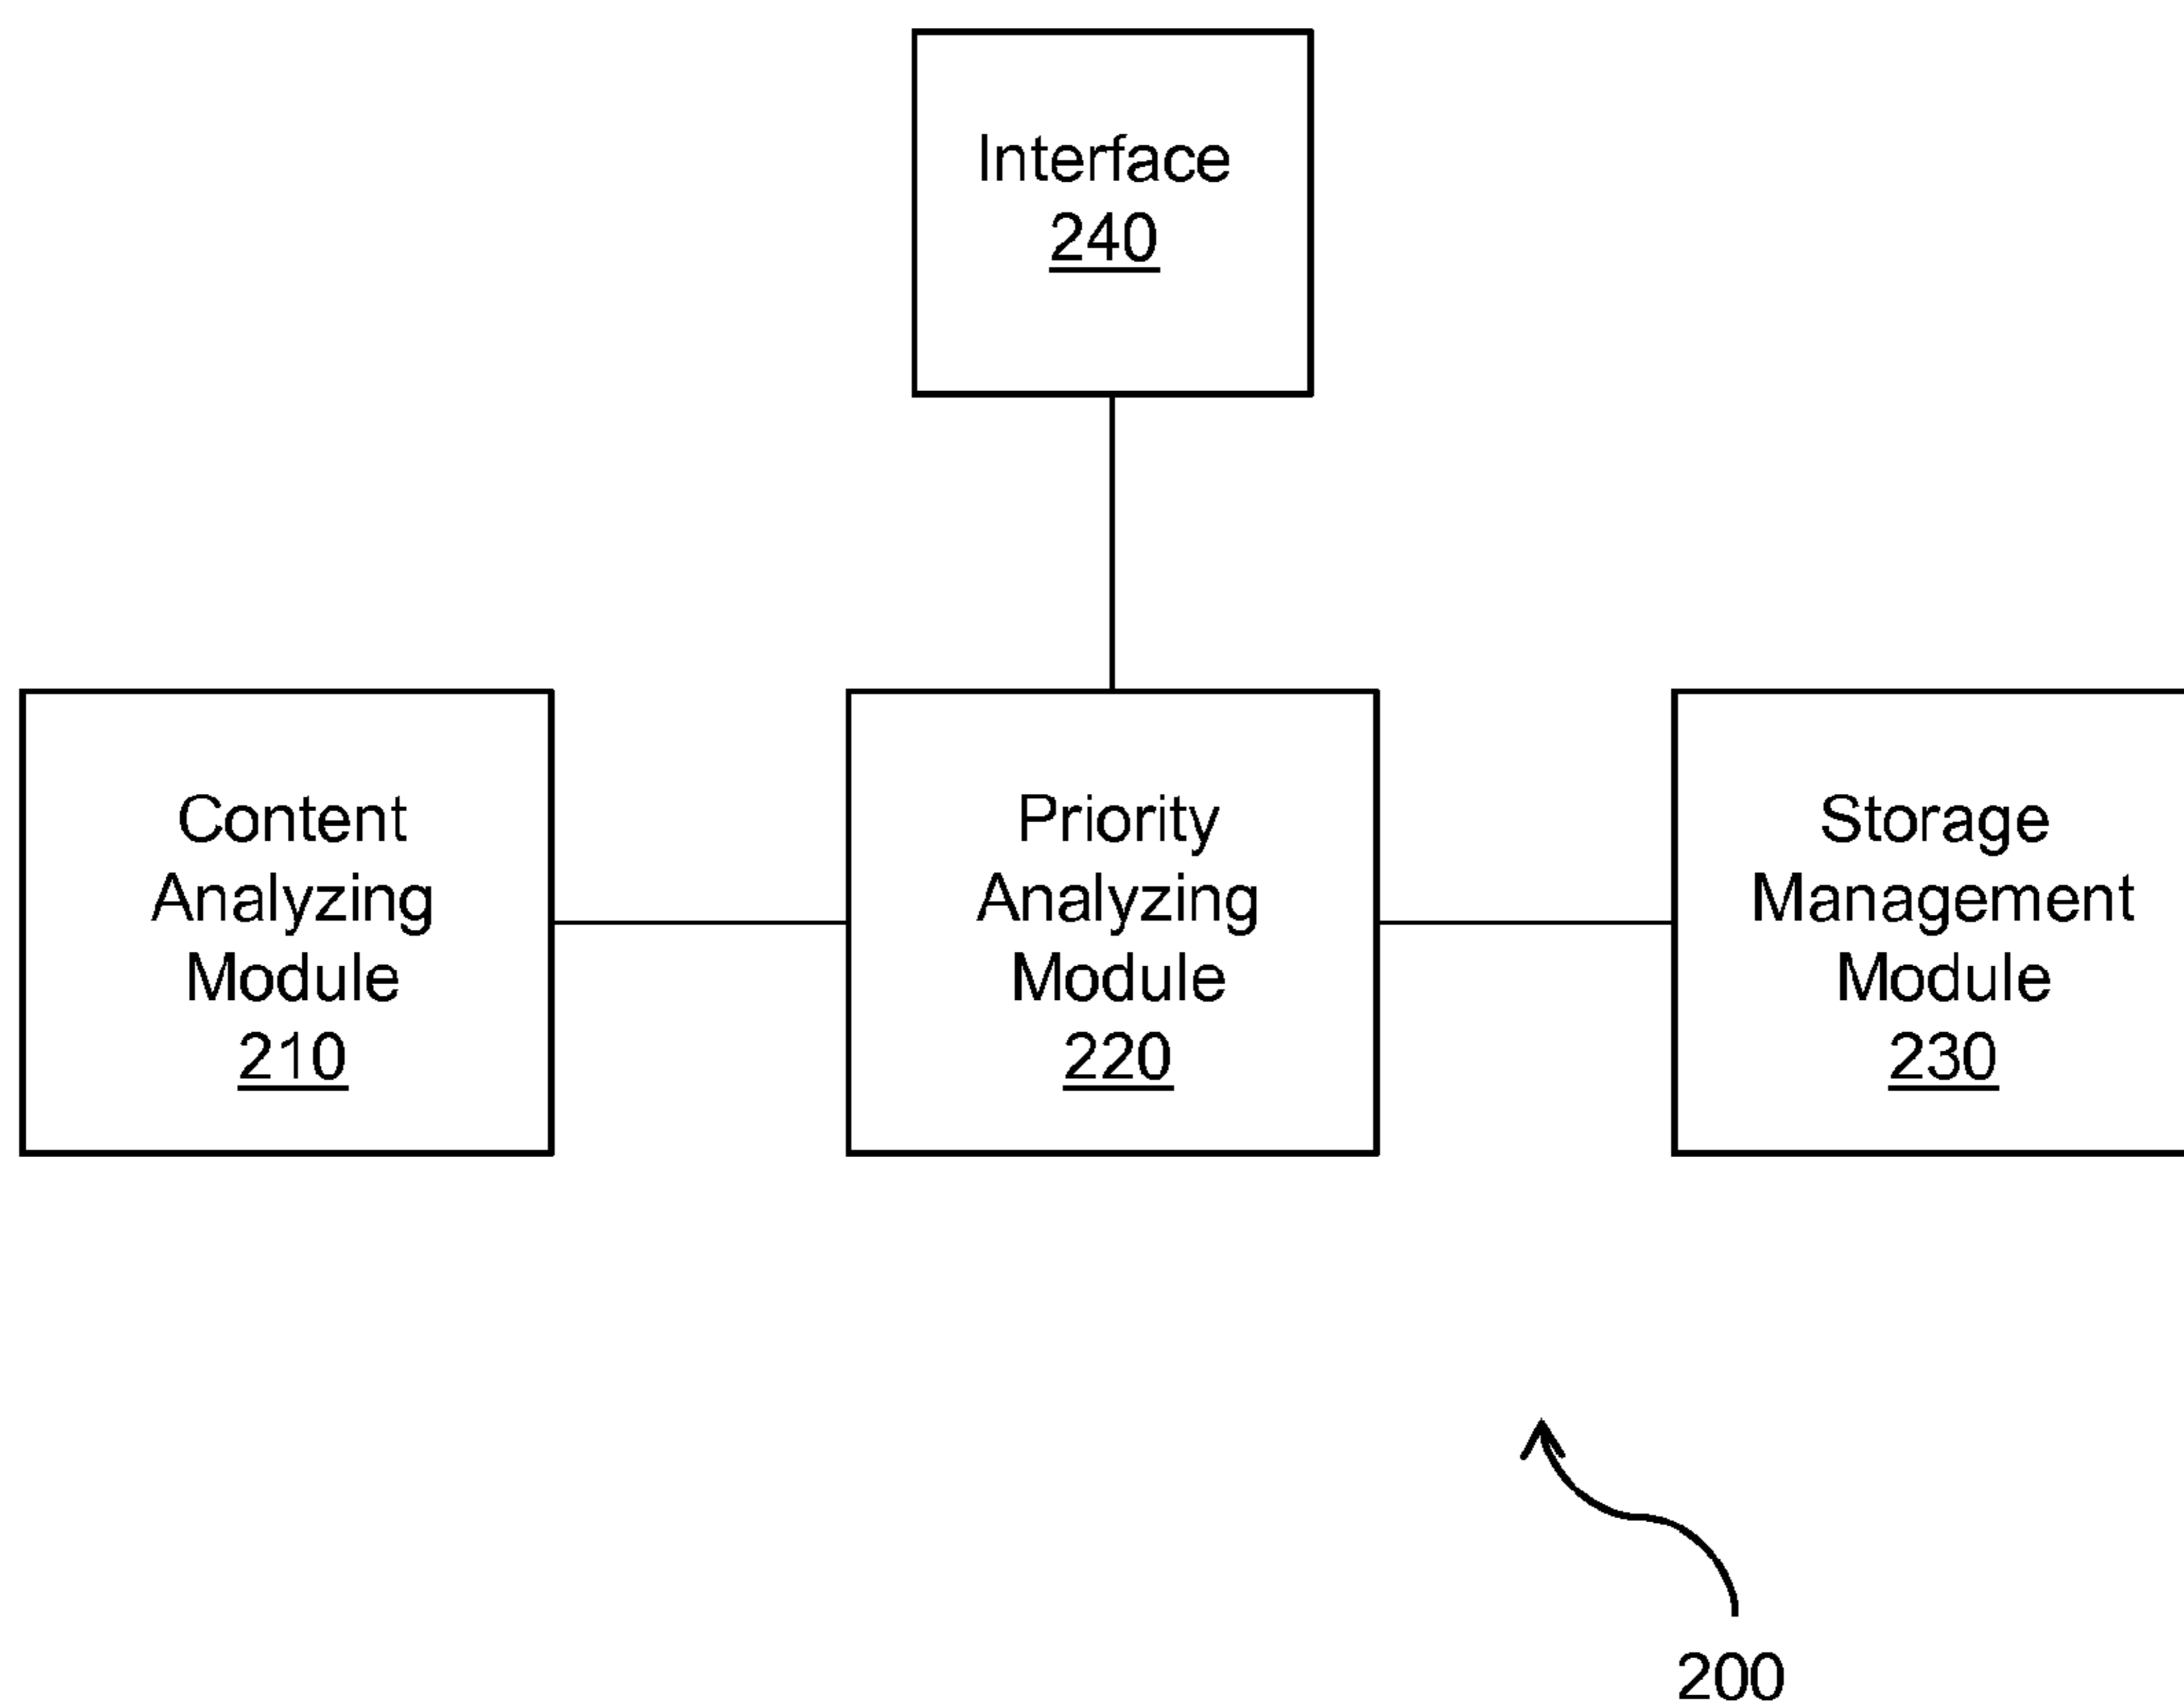 Interface
240
Content
Analyzing
Module
210
Priority
Analyzing
Module
220
Storage
Management
Module
230
200